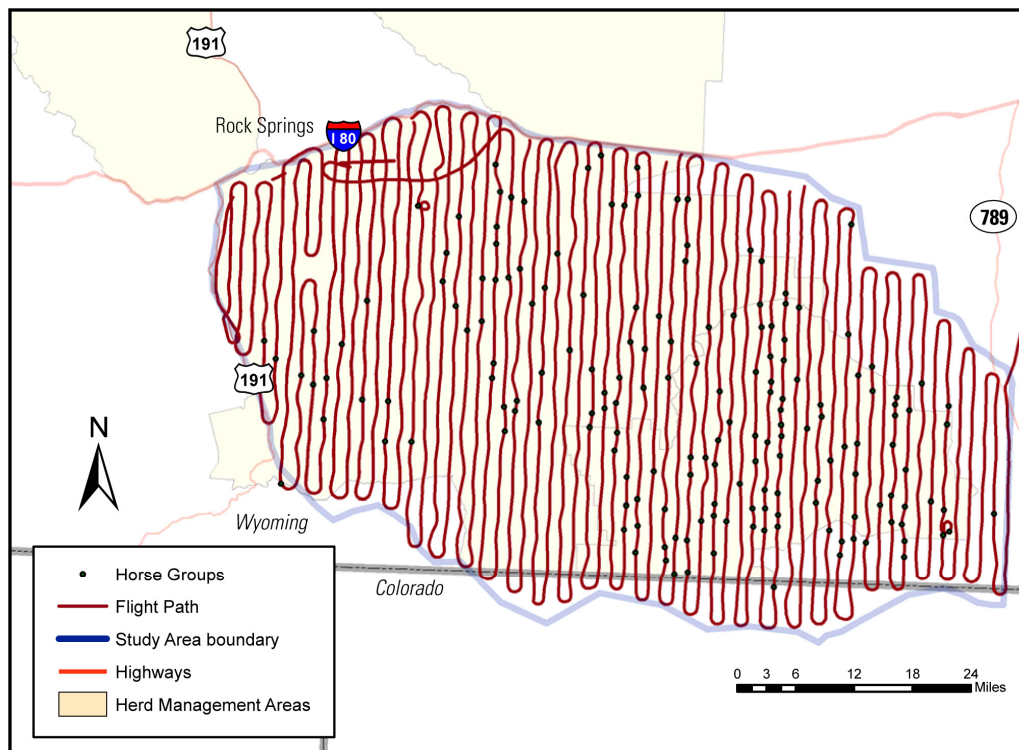 191
Rock Springs
I 80
789
191
N
Wyoming
Colorado
Horse Groups
Flight Path
Study Area boundary
Highways
Herd Management Areas
0 3 6 12 18 24
Miles